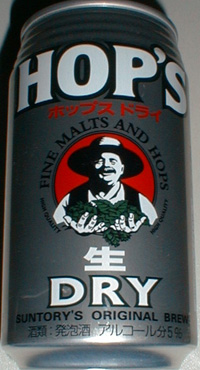 HOP'S
ホップス ドライ
FINE MALTS AND HOPS
生
DRY
SUNTORY'S ORIGINAL BREW
酒類:発泡酒 アルコール分5%